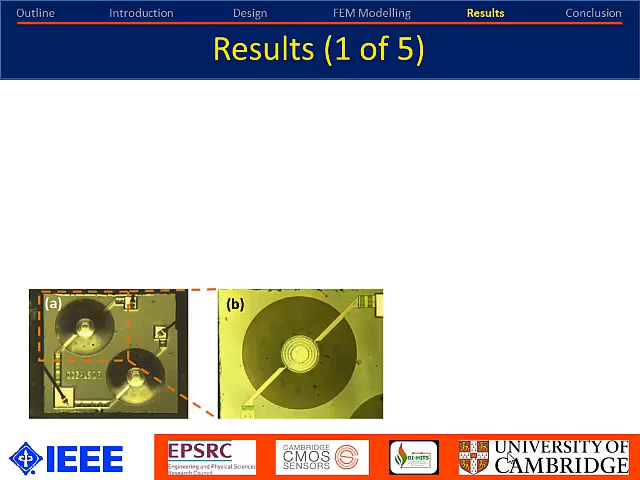 Outline Introduction Design FEM Modelling Results Conclusion
Results (1 of 5)
(a)
(b)
IEEE
EPSRC
Engineering and Physical Sciences
Research Council
CAMBRIDGE
CMOS
SENSORS
UNIVERSITY OF
CAMBRIDGE